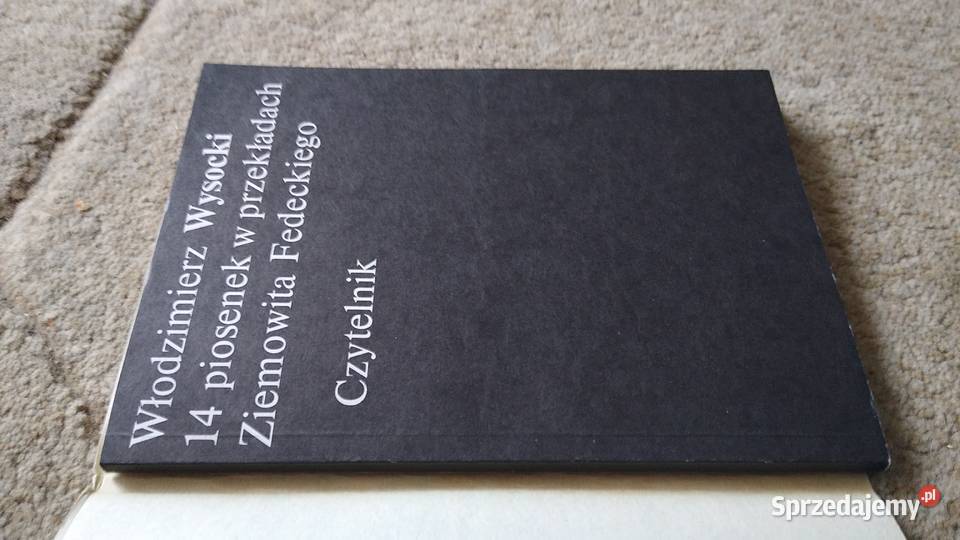 Włodzimierz Wysocki
14 piosenek w przekładach
Ziemowita Fedeckiego
Czytelnik
Sprzedajemy.pl